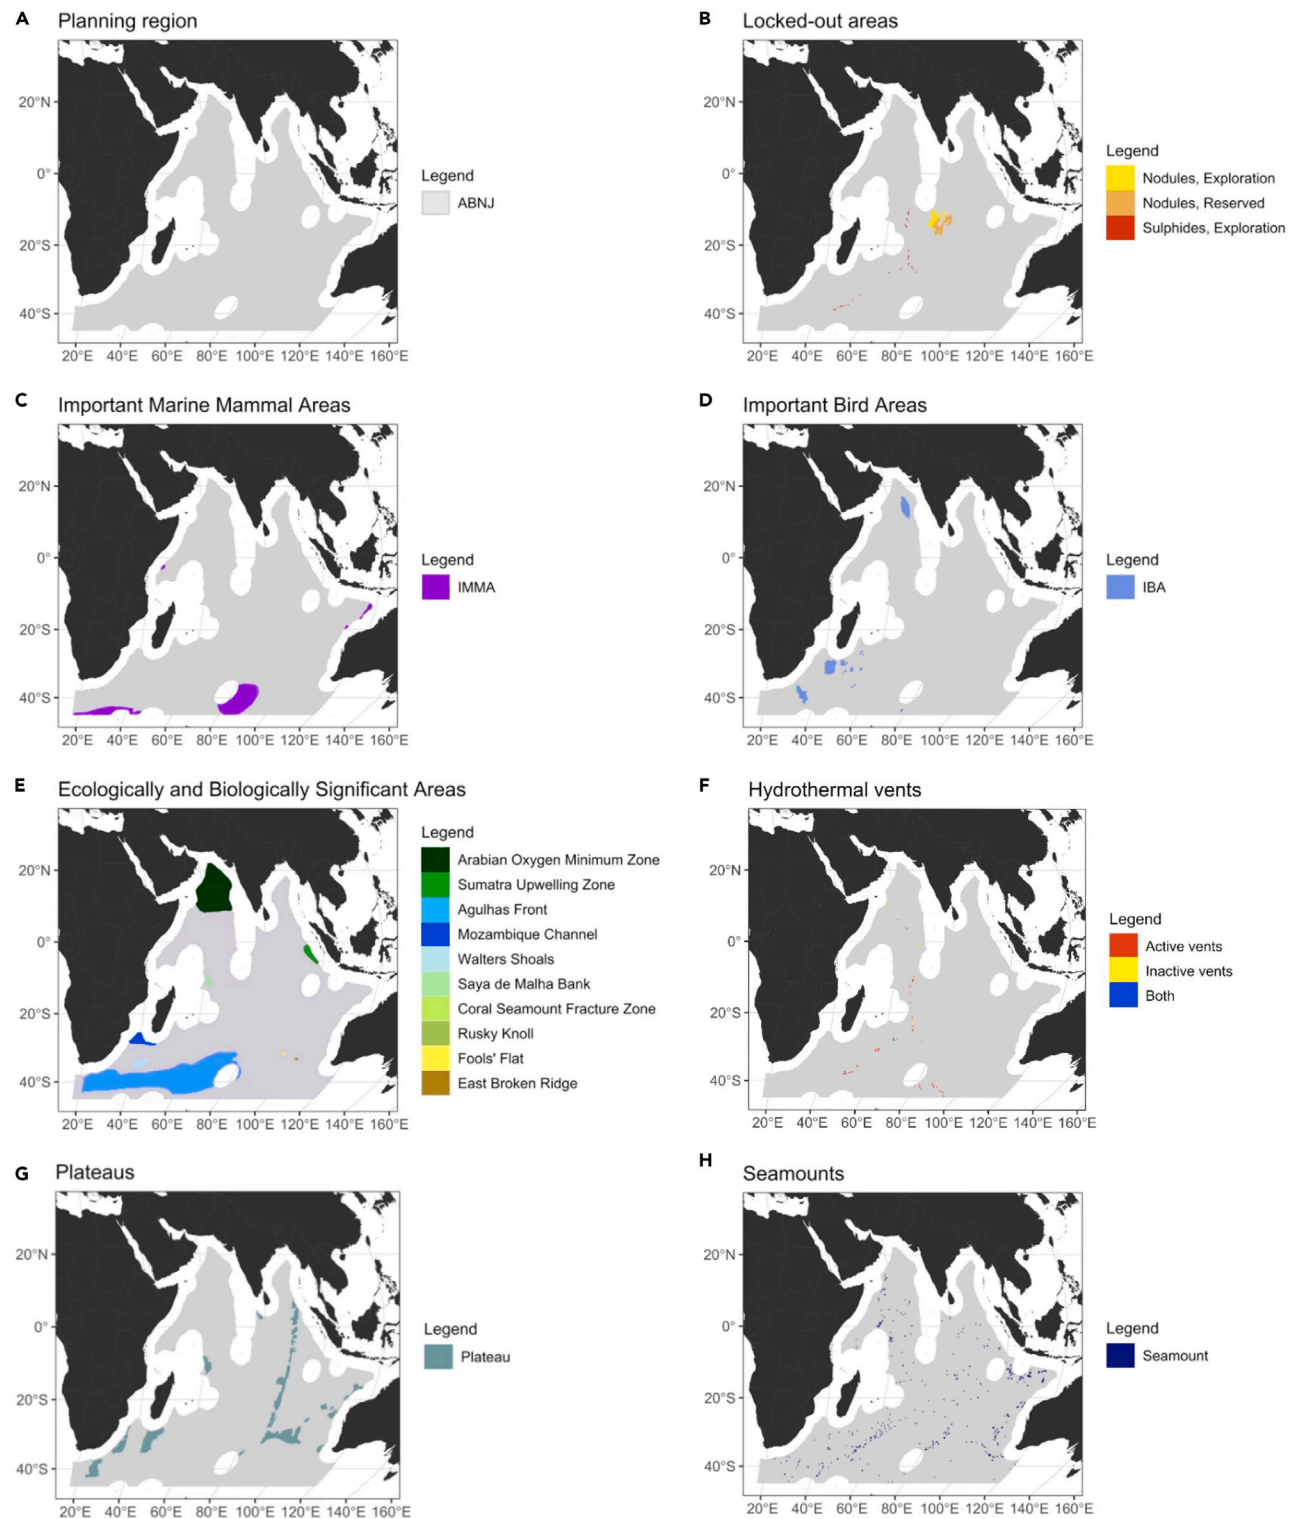 A Planning region
20°N
0°
20°S
40°S
20°E 40°E 60°E 80°E 100°E 120°E 140°E 160°E
Legend
ABNJ
B Locked-out areas
20°N
0°
20°S
40°S
20°E 40°E 60°E 80°E 100°E 120°E 140°E 160°E
Legend
Nodules, Exploration
Nodules, Reserved
Sulphides, Exploration
C Important Marine Mammal Areas
20°N
0°
20°S
40°S
20°E 40°E 60°E 80°E 100°E 120°E 140°E 160°E
Legend
IMMA
D Important Bird Areas
20°N
0°
20°S
40°S
20°E 40°E 60°E 80°E 100°E 120°E 140°E 160°E
Legend
IBA
E Ecologically and Biologically Significant Areas
20°N
0°
20°S
40°S
20°E 40°E 60°E 80°E 100°E 120°E 140°E 160°E
Legend
Arabian Oxygen Minimum Zone
Sumatra Upwelling Zone
Agulhas Front
Mozambique Channel
Walters Shoals
Saya de Malha Bank
Coral Seamount Fracture Zone
Rusky Knoll
Fools' Flat
East Broken Ridge
F Hydrothermal vents
20°N
0°
20°S
40°S
20°E 40°E 60°E 80°E 100°E 120°E 140°E 160°E
Legend
Active vents
Inactive vents
Both
G Plateaus
20°N
0°
20°S
40°S
20°E 40°E 60°E 80°E 100°E 120°E 140°E 160°E
Legend
Plateau
H Seamounts
20°N
0°
20°S
40°S
20°E 40°E 60°E 80°E 100°E 120°E 140°E 160°E
Legend
Seamount